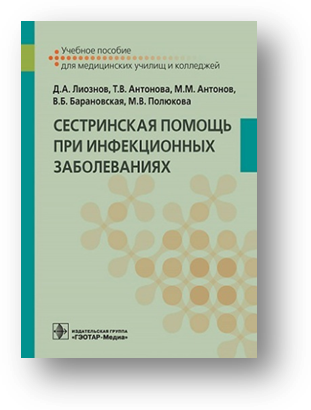 Учебное пособие
для медицинских училищ и колледжей
Д.А. Лиознов, Т.В. Антонова, М.М. Антонов,
В.Б. Барановская, М.В. Полюкова
СЕСТРИНСКАЯ ПОМОЩЬ
ПРИ ИНФЕКЦИОННЫХ
ЗАБОЛЕВАНИЯХ
ИЗДАТЕЛЬСКАЯ ГРУППА
«ГЭОТАР-Медиа»